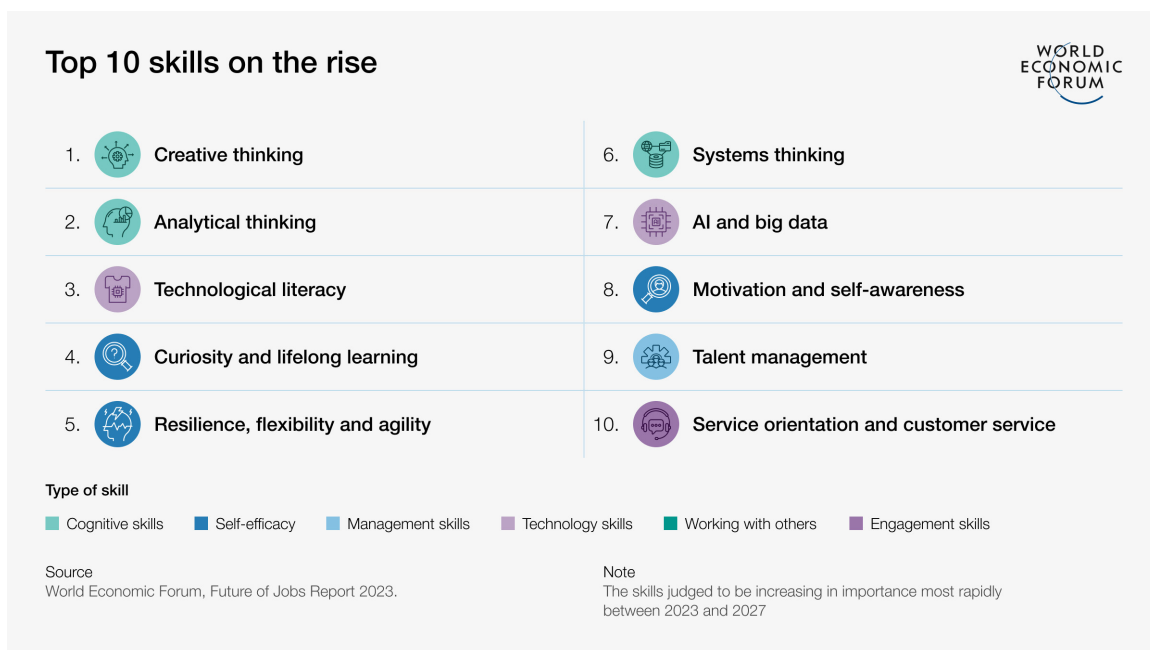 Top 10 skills on the rise
WORLD
ECONOMIC
FORUM
1. Creative thinking
2. Analytical thinking
3. Technological literacy
4. Curiosity and lifelong learning
5. Resilience, flexibility and agility
6. Systems thinking
7. AI and big data
8. Motivation and self-awareness
9. Talent management
10. Service orientation and customer service
Type of skill
Cognitive skills Self-efficacy Management skills Technology skills Working with others Engagement skills
Source
World Economic Forum, Future of Jobs Report 2023.
Note
The skills judged to be increasing in importance most rapidly
between 2023 and 2027